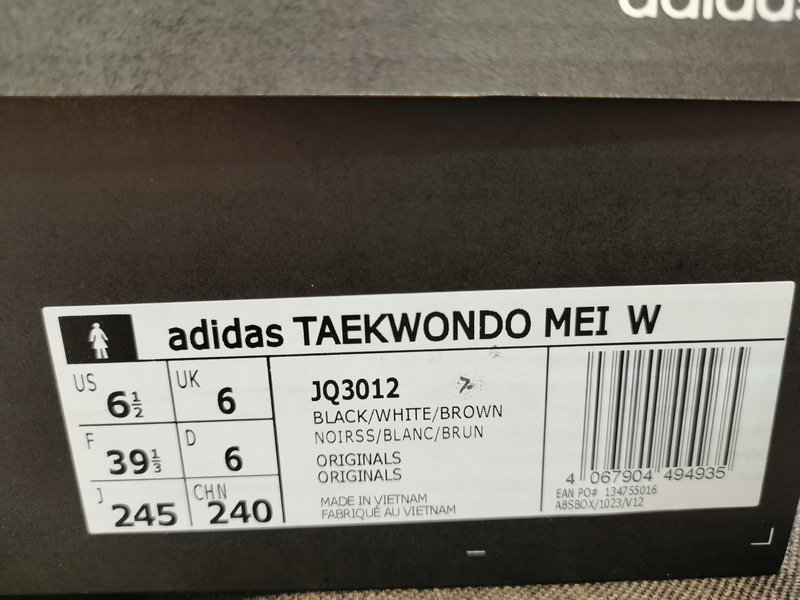 adidas
adidas TAEKWONDO MEI W
US 6½
UK 6
F 39⅓
D 6
J 245
CHN 240
JQ3012
BLACK/WHITE/BROWN
NOIRSS/BLANC/BRUN
ORIGINALS
ORIGINALS
MADE IN VIETNAM
FABRIQUÉ AU VIETNAM
4 067904 494935
EAN PO# 134755016
ABSBOX/1023/V12